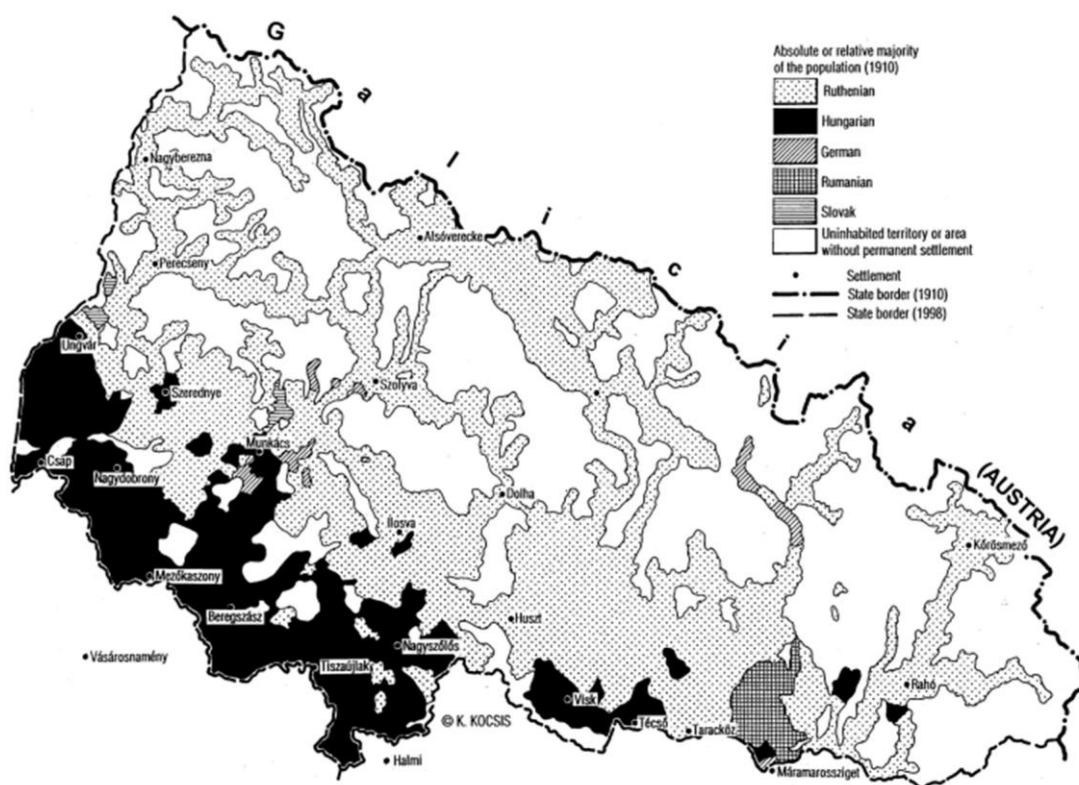 G
a
l
i
c
i
a
(AUSTRIA)
Absolute or relative majority
of the population (1910)
Ruthenian
Hungarian
German
Rumanian
Slovak
Uninhabited territory or area
without permanent settlement
Settlement
State border (1910)
State border (1998)
Nagyberezna
Alsóverecke
Perecseny
Ungvár
Szerednye
Szolyva
Munkács
Csap
Nagydobrony
Dolha
Ilosva
Kőrösmező
Mezőkaszony
Beregszász
Huszt
Vásárosnamény
Nagyszőlős
Tiszaújlak
Rahó
Visk
© K. KOCSIS
Técső
Taracköz
Halmi
Máramarossziget